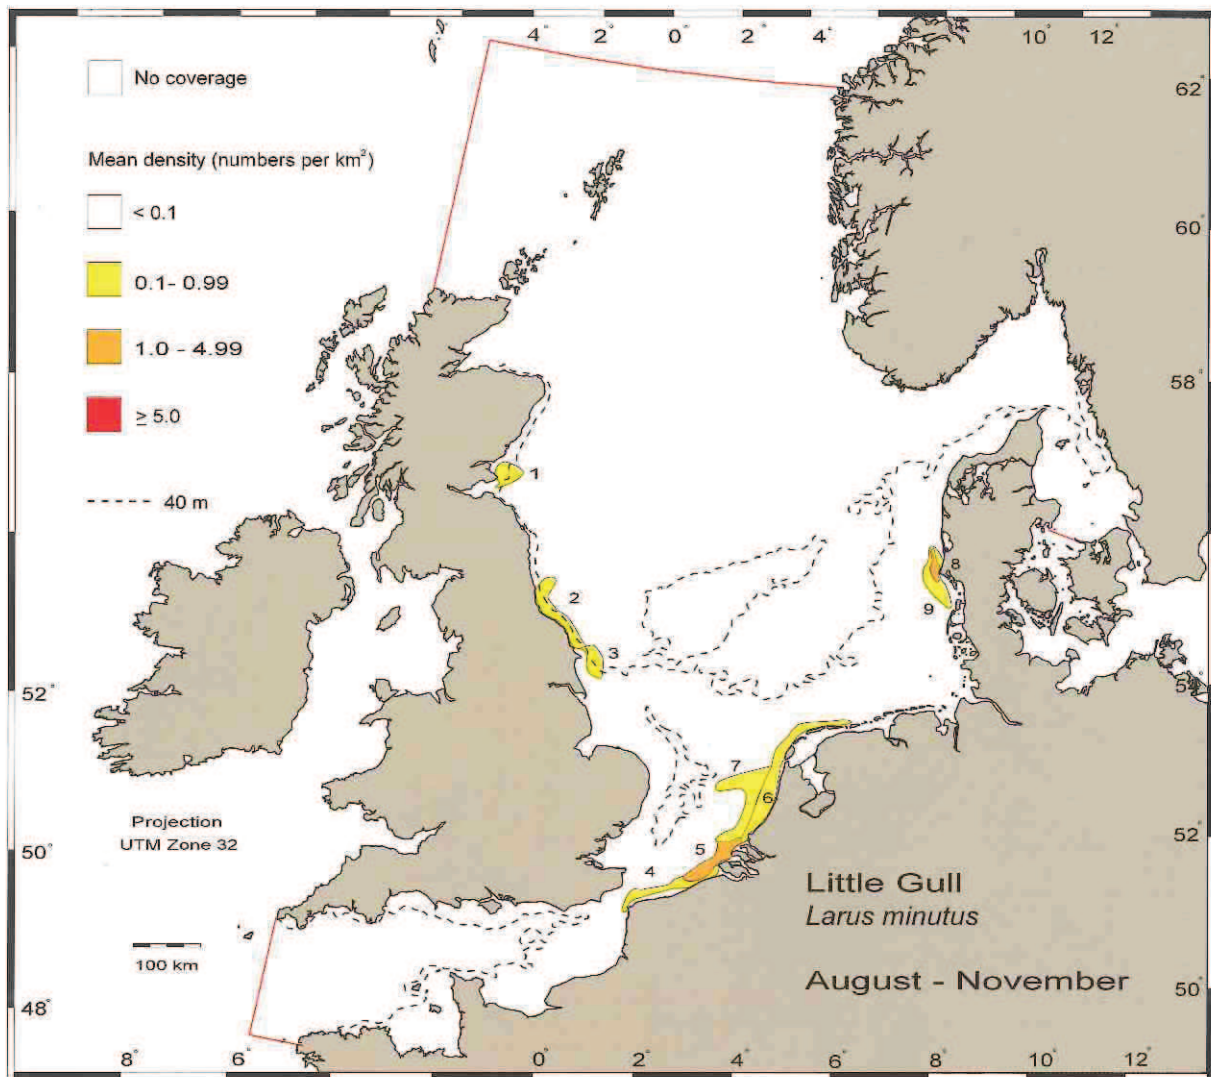 4° 2° 0° 2° 4° 10° 12°
No coverage
62°
Mean density (numbers per km²)
< 0.1
60°
0.1- 0.99
1.0 - 4.99
58°
≥ 5.0
1
40 m
8
2
9
3
52°
54°
7
6
Projection
UTM Zone 32
52°
50°
5
4
Little Gull
Larus minutus
100 km
August - November
48°
50°
8° 6° 0° 2° 4° 6° 8° 10° 12°